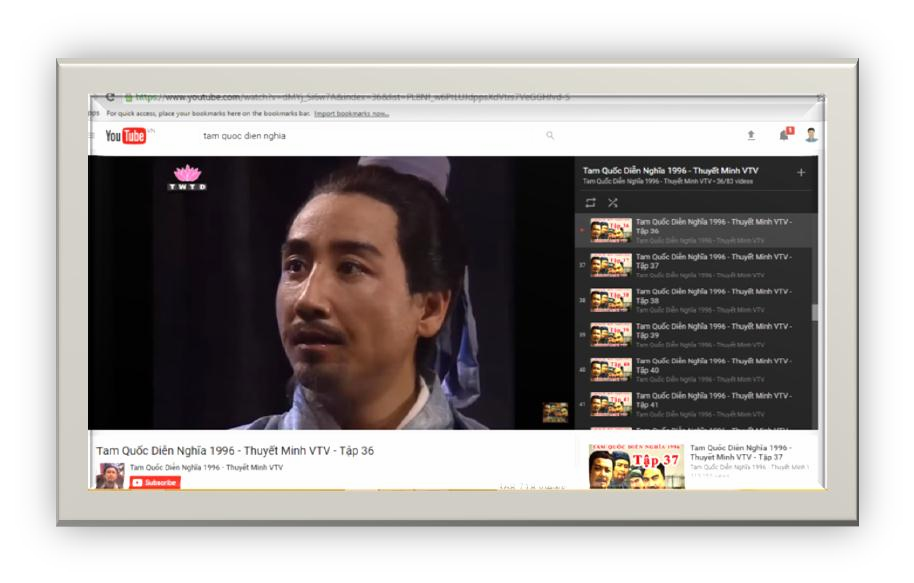 https://www.youtube.com/watch?v=
For quick access, place your bookmarks here on the bookmarks bar. Import bookmarks now...
YouTube VN
tam quoc dien nghia
1
TWTD
Tam Quốc Diễn Nghĩa 1996 - Thuyết Minh VTV
Tam Quốc Diễn Nghĩa 1996 - Thuyết Minh VTV • 36/83 videos
Tam Quốc Diễn Nghĩa 1996 - Thuyết Minh VTV -
Tập 36
Tam Quốc Diễn Nghĩa 1996 - Thuyết Minh VTV
37
Tam Quốc Diễn Nghĩa 1996 - Thuyết Minh VTV -
Tập 37
Tam Quốc Diễn Nghĩa 1996 - Thuyết Minh VTV
38
Tam Quốc Diễn Nghĩa 1996 - Thuyết Minh VTV -
Tập 38
Tam Quốc Diễn Nghĩa 1996 - Thuyết Minh VTV
39
Tam Quốc Diễn Nghĩa 1996 - Thuyết Minh VTV -
Tập 39
Tam Quốc Diễn Nghĩa 1996 - Thuyết Minh VTV
40
Tam Quốc Diễn Nghĩa 1996 - Thuyết Minh VTV -
Tập 40
Tam Quốc Diễn Nghĩa 1996 - Thuyết Minh VTV
41
Tam Quốc Diễn Nghĩa 1996 - Thuyết Minh VTV -
Tập 41
Tam Quốc Diễn Nghĩa 1996 - Thuyết Minh VTV
Tam Quốc Diễn Nghĩa 1996 - Thuyết Minh VTV - Tập 36
Tam Quốc Diễn Nghĩa 1996 - Thuyết Minh VTV
Subscribe
TAM QUỐC DIỄN NGHĨA 1996
Tập 37
Tam Quốc Diễn Nghĩa 1996 -
Thuyết Minh VTV - Tập 37
Tam Quốc Diễn Nghĩa 1996 - Thuyết Minh